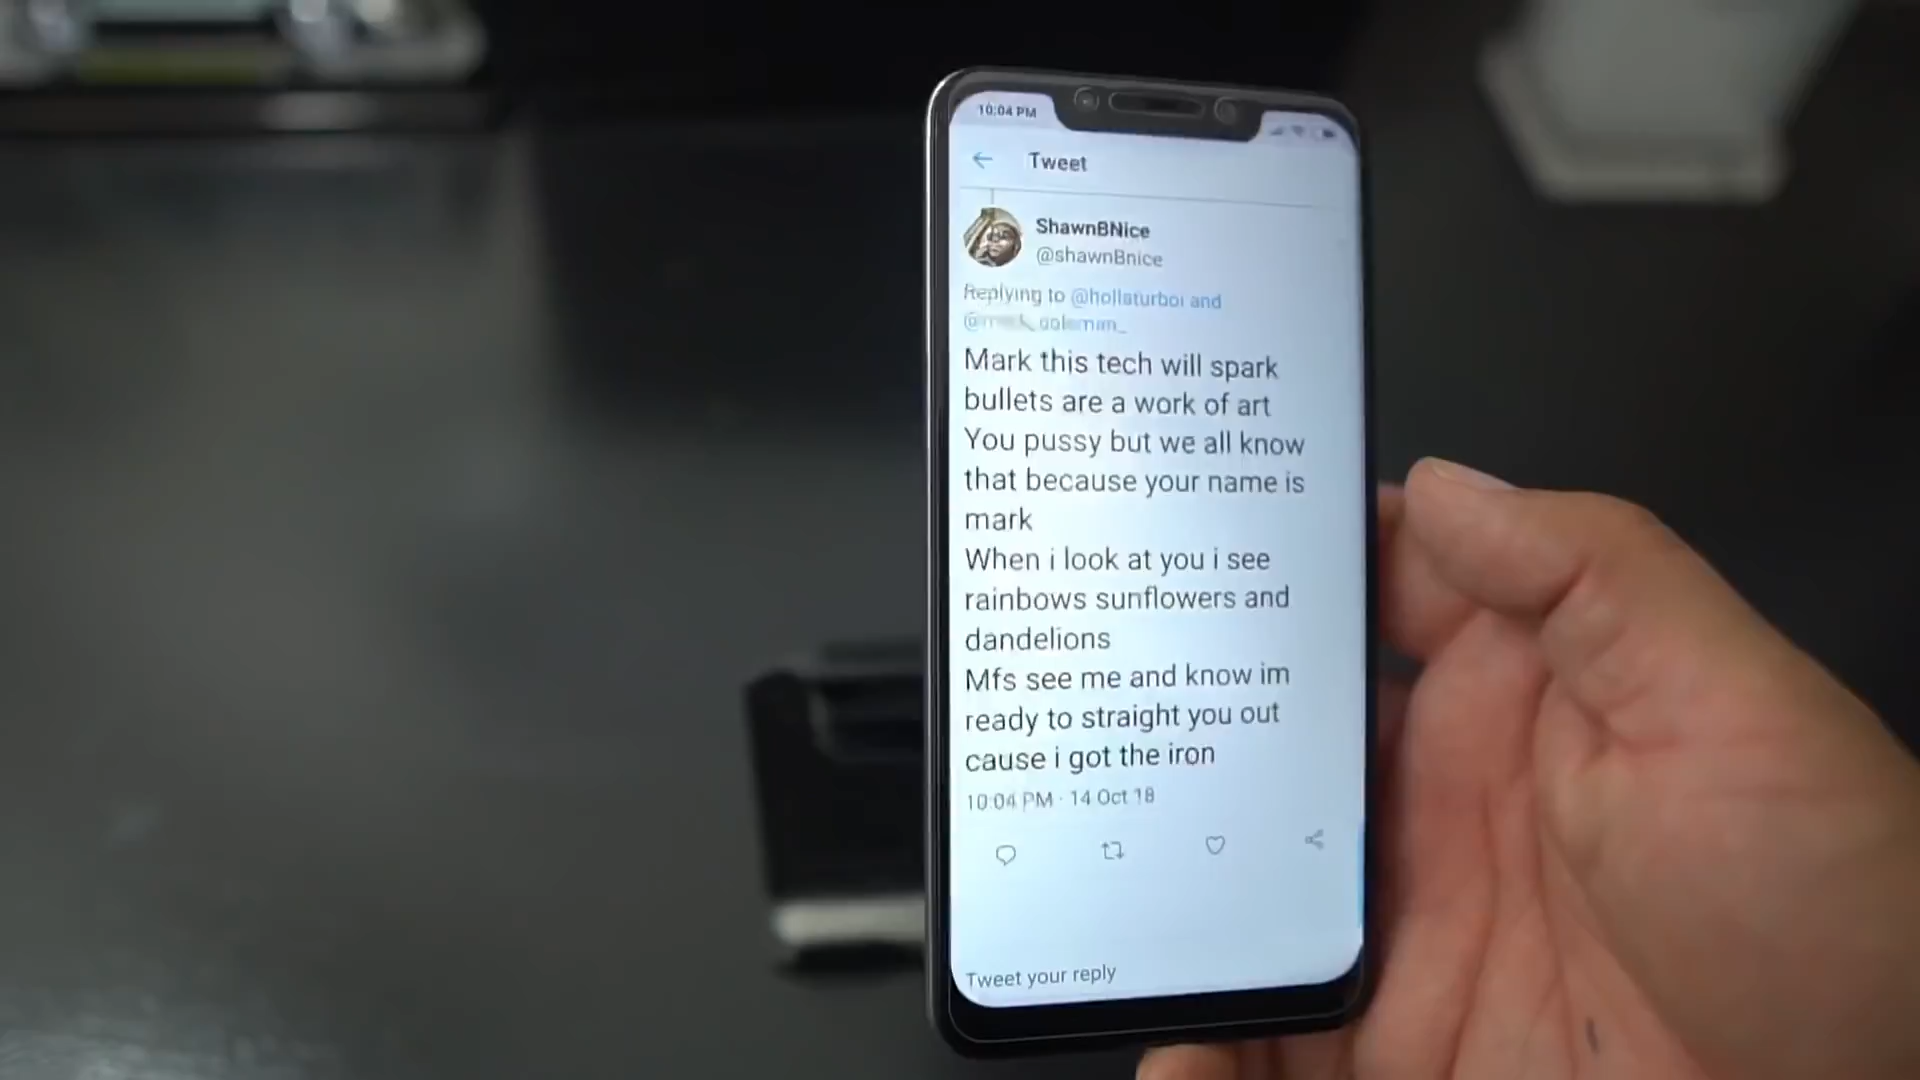 10:04 PM
Tweet
ShawnBNice
@shawnBnice
Replying to @hollaturboi and
Mark this tech will spark
bullets are a work of art
You pussy but we all know
that because your name is
mark
When i look at you i see
rainbows sunflowers and
dandelions
Mfs see me and know im
ready to straight you out
cause i got the iron
10:04 PM · 14 Oct 18
Tweet your reply